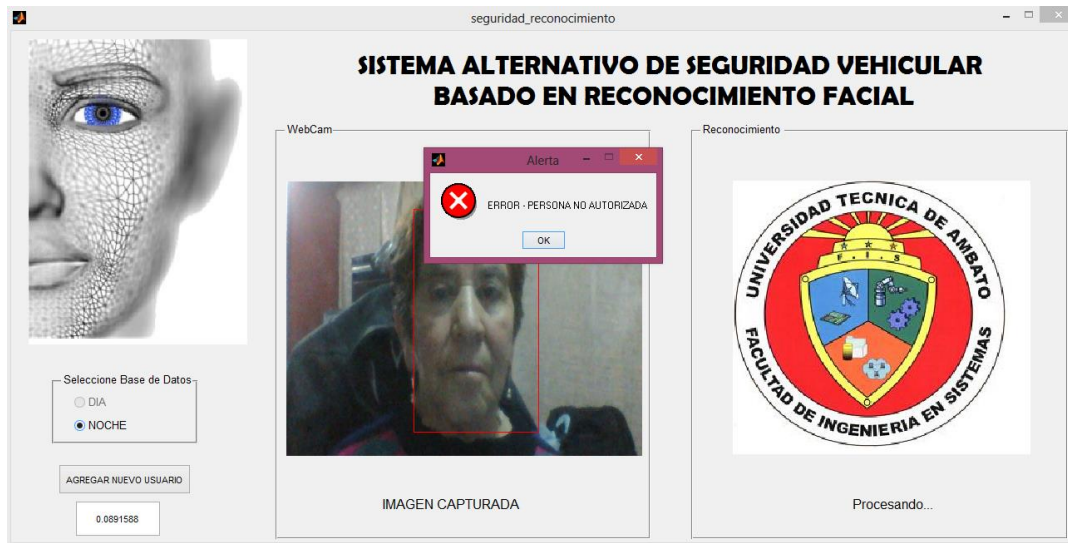 seguridad_reconocimiento
SISTEMA ALTERNATIVO DE SEGURIDAD VEHICULAR
BASADO EN RECONOCIMIENTO FACIAL
WebCam
Reconocimiento
Alerta
ERROR - PERSONA NO AUTORIZADA
OK
UNIVERSIDAD TECNICA DE AMBATO
F.I.S
FACULTAD DE INGENIERIA EN SISTEMAS
Seleccione Base de Datos
DIA
NOCHE
AGREGAR NUEVO USUARIO
0.0891588
IMAGEN CAPTURADA
Procesando...